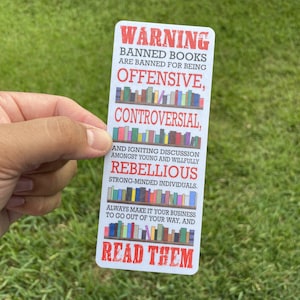 WARNING
BANNED BOOKS
ARE BANNED FOR BEING
OFFENSIVE,
CONTROVERSIAL,
AND IGNITING DISCUSSION
AMONGST YOUNG AND WILLFULLY
REBELLIOUS
STRONG-MINDED INDIVIDUALS.
ALWAYS MAKE IT YOUR BUSINESS
TO GO OUT OF YOUR WAY, AND
READ THEM